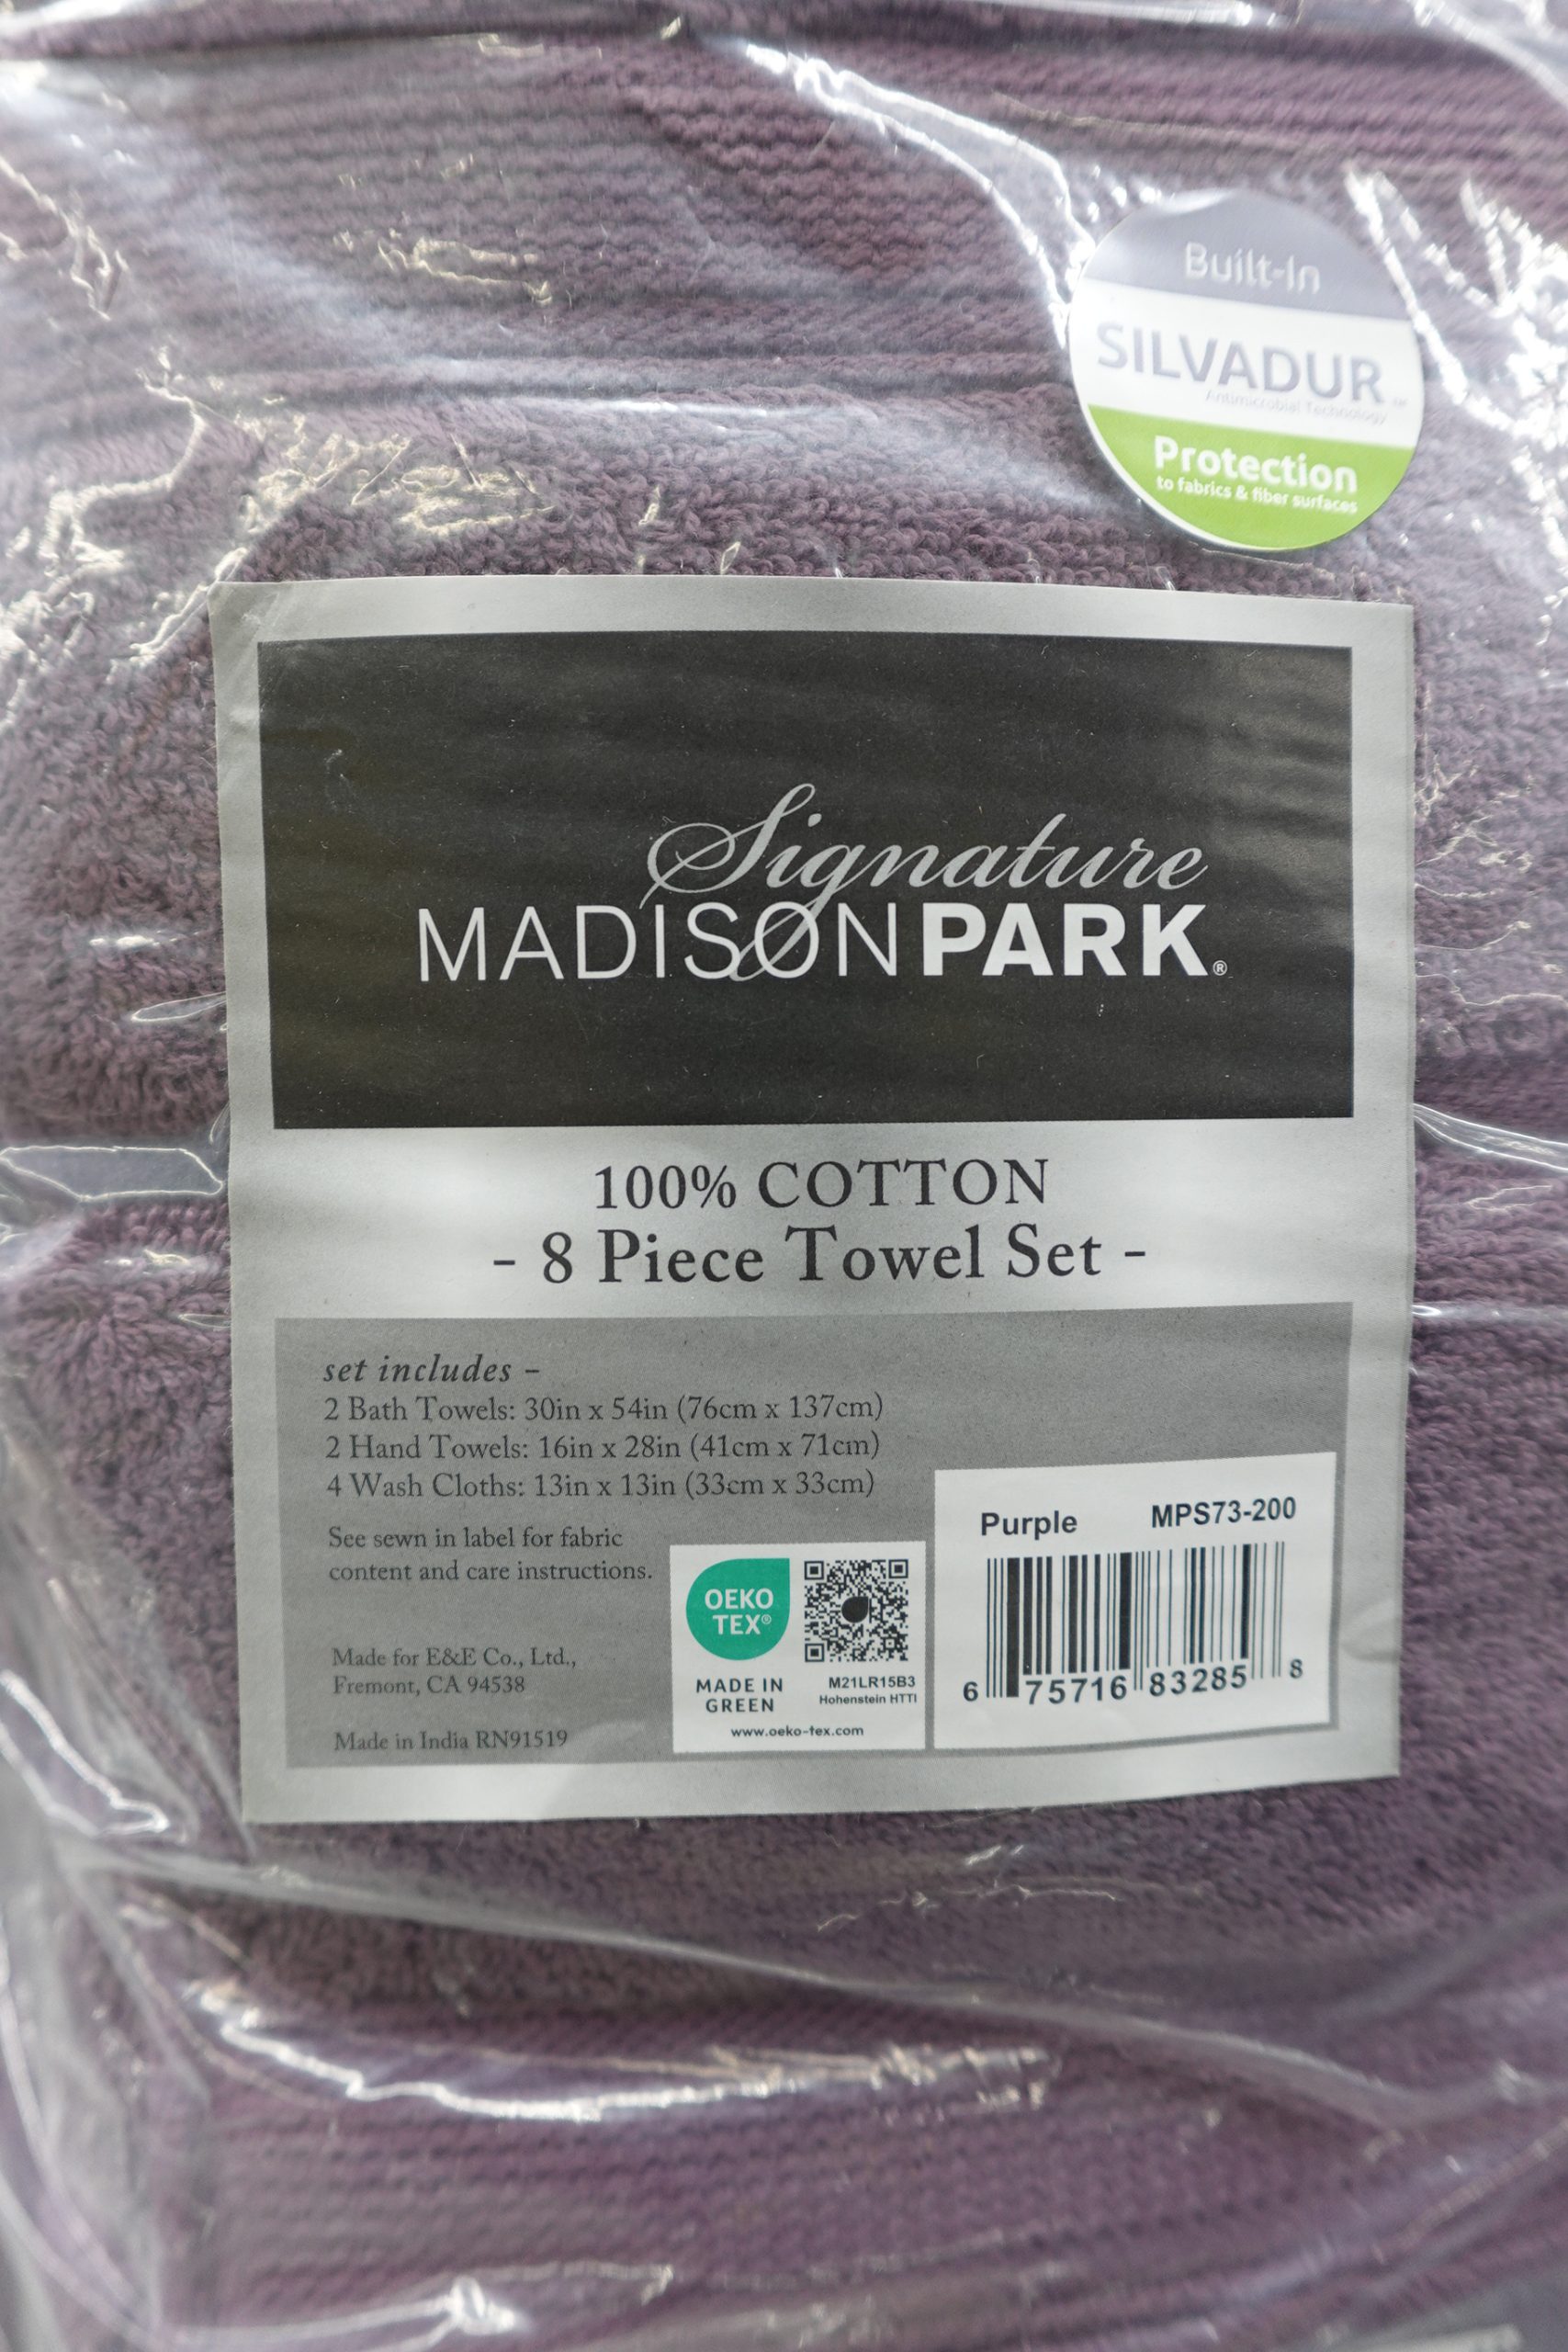 Built-In
SILVADUR™
Antimicrobial Technology
Protection
to fabrics & fiber surfaces
Signature
MADISONPARK®
100% COTTON
- 8 Piece Towel Set -
set includes –
2 Bath Towels: 30in x 54in (76cm x 137cm)
2 Hand Towels: 16in x 28in (41cm x 71cm)
4 Wash Cloths: 13in x 13in (33cm x 33cm)
See sewn in label for fabric
content and care instructions.
Made for E&E Co., Ltd.,
Fremont, CA 94538
Made in India RN91519
OEKO
TEX®
MADE IN
GREEN
M21LR15B3
Hohenstein HTTI
www.oeko-tex.com
Purple MPS73-200
6 75716 83285 8